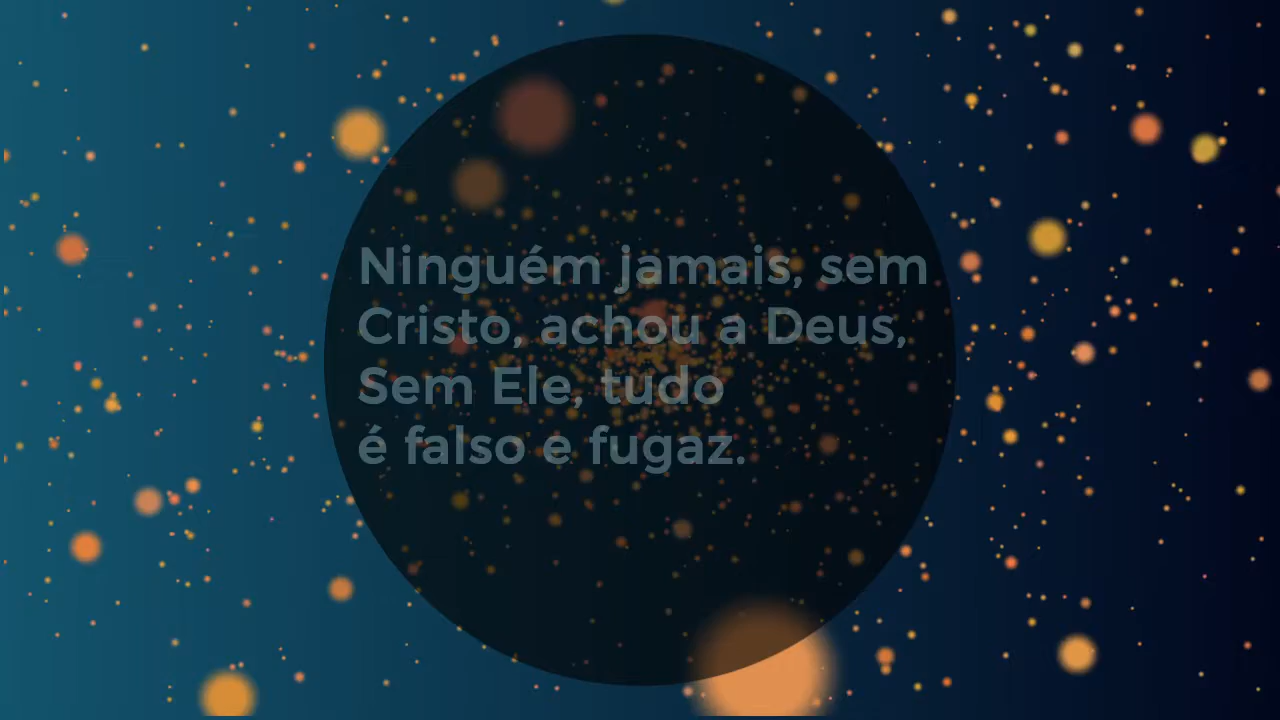 Ninguém jamais, sem
Cristo, achou a Deus,
Sem Ele, tudo
é falso e fugaz.